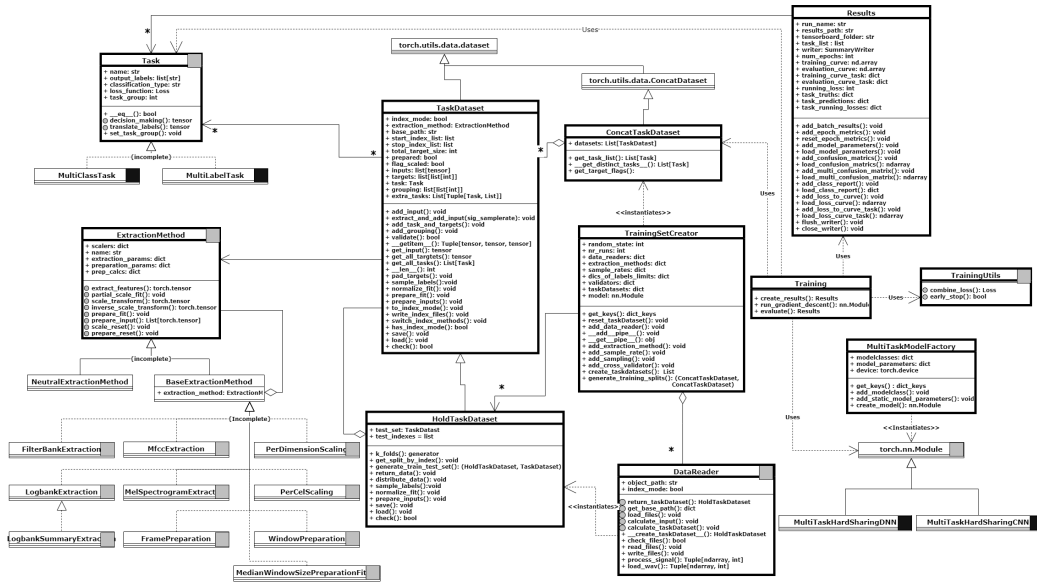 Results
+ run_name: str
+ results_path: str
+ tensorboard_folder: str
+ task_list : list
+ writer: SummaryWriter
+ num_epochs: int
+ training_curve: nd.array
+ evaluation_curve: nd.array
+ training_curve_task: dict
+ evaluation_curve_task: dict
+ running_loss: int
+ task_truths: dict
+ task_predictions: dict
+ task_running_losses: dict
+ add_batch_results(): void
+ add_epoch_metrics(): void
+ reset_epoch_metrics(): void
+ add_model_parameters(): void
+ load_model_parameters(): void
+ add_confusion_matrics(): void
+ load_confusion_matrics(): ndarray
+ add_multi_confusion_matrix(): void
+ load_multi_confusion_matrix(): ndarray
+ add_class_report(): void
+ load_class_report(): dict
+ add_loss_to_curve(): void
+ load_loss_curve(): ndarray
+ add_loss_to_curve_task(): void
+ load_loss_curve_task(): ndarray
+ flush_writer(): void
+ close_writer(): void
Uses
*
*
Task
+ name: str
+ output_labels: list[str]
+ classification_type: str
+ loss_function: Loss
+ task_group: int
+ __eq__(): bool
decision_making(): tensor
translate_labels(): tensor
+ set_task_group(): void
*
{incomplete}
MultiClassTask
MultiLabelTask
torch.utils.data.dataset
torch.utils.data.ConcatDataset
TaskDataset
+ index_mode: bool
+ extraction_method: ExtractionMethod
+ base_path: str
+ start_index_list: list
+ stop_index_list: list
+ total_target_size: int
+ prepared: bool
+ flag_scaled: bool
+ inputs: list[tensor]
+ targets: list[list[int]]
+ task: Task
+ grouping: list[list[int]]
+ extra_tasks: List[Tuple[Task, List]]
+ add_input(): void
+ extract_and_add_input(sig_samplerate): void
+ add_task_and_targets(): void
+ add_grouping(): void
+ validate(): bool
+ __getitem__(): Tuple[tensor, tensor, tensor]
+ get_input(): tensor
+ get_all_targtets(): tensor
+ get_all_tasks(): List[Task]
+ __len__(): int
+ pad_targets(): void
+ sample_labels():void
+ normalize_fit(): void
+ prepare_fit(): void
+ prepare_inputs(): void
+ to_index_mode(): void
+ write_index_files(): void
+ switch_index_methods(): void
+ has_index_mode(): bool
+ save(): void
+ load(): void
+ check(): bool
*
*
ConcatTaskDataset
+ datasets: List[TaskDatast]
+ get_task_list(): List[Task]
+ __get_distinct_tasks__(): List[Task]
+ get_target_flags():
<<instantiates>>
Uses
TrainingSetCreator
+ random_state: int
+ nr_runs: int
+ data_readers: dict
+ extraction_methods: dict
+ sample_rates: dict
+ dics_of_labels_limits: dict
+ validators: dict
+ taskDatasets: dict
+ model: nn.Module
+ get_keys(): dict_keys
+ reset_taskDataset(): void
+ add_data_reader(): void
+ __add__pipe__(): void
+ __get__pipe__(): obj
+ add_extraction_method(): void
+ add_sample_rate(): void
+ add_sampling(): void
+ add_cross_validator(): void
+ create_taskdatasets(): List
+ generate_training_splits(): (ConcatTaskDataset,
ConcatTaskDataset)
*
*
ExtractionMethod
+ scalers: dict
+ name: str
+ extraction_params: dict
+ preparation_params: dict
+ prep_calcs: dict
extract_features(): torch.tensor
partial_scale_fit(): void
scale_transform(): torch.tensor
inverse_scale_transform(): torch.tensor
prepare_fit(): void
prepare_input(): List[torch.tensor]
scale_reset(): void
prepare_reset(): void
{incomplete}
NeutralExtractionMethod
BaseExtractionMethod
+ extraction_method: ExtractionM
{Incomplete}
FilterBankExtraction
MfccExtraction
PerDimensionScaling
LogbankExtraction
MelSpectrogramExtract
PerCelScaling
LogbankSummaryExtrac
FramePreparation
WindowPreparation
MedianWindowSizePreparationFit
HoldTaskDataset
+ test_set: TaskDatast
+ test_indexes = list
+ k_folds(): generator
+ get_split_by_index(): void
+ generate_train_test_set(): (HoldTaskDataset, TaskDataset)
+ return_data(): void
+ distribute_data(): void
+ sample_labels():void
+ normalize_fit(): void
+ prepare_inputs(): void
+ save(): void
+ load(): void
+ check(): bool
<<instantiates>>
DataReader
+ object_path: str
+ index_mode: bool
return_taskDataset(): HoldTaskDataset
get_base_path(): dict
load_files(): void
calculate_input(): void
calculate_taskDataset(): void
+ __create_taskDataset__(): HoldTaskDataset
+ check_files(): bool
+ read_files(): void
+ write_files(): void
+ process_signal(): Tuple[ndarray, int]
+ load_wav():: Tuple[ndarray, int]
Uses
Training
+ create_results(): Results
+ run_gradient_descent(): nn.Modul
+ evaluate(): Results
Uses
TrainingUtils
combine_loss(): Loss
early_stop(): bool
Uses
MultiTaskModelFactory
+ modelclasses: dict
+ model_parameters: dict
+ device: torch.device
+ get_keys() : dict_keys
+ add_modelclass(): void
+ add_static_model_parameters(): void
+ create_model(): nn.Module
<<Instantiates>>
torch.nn.Module
MultiTaskHardSharingDNN
MultiTaskHardSharingCNN